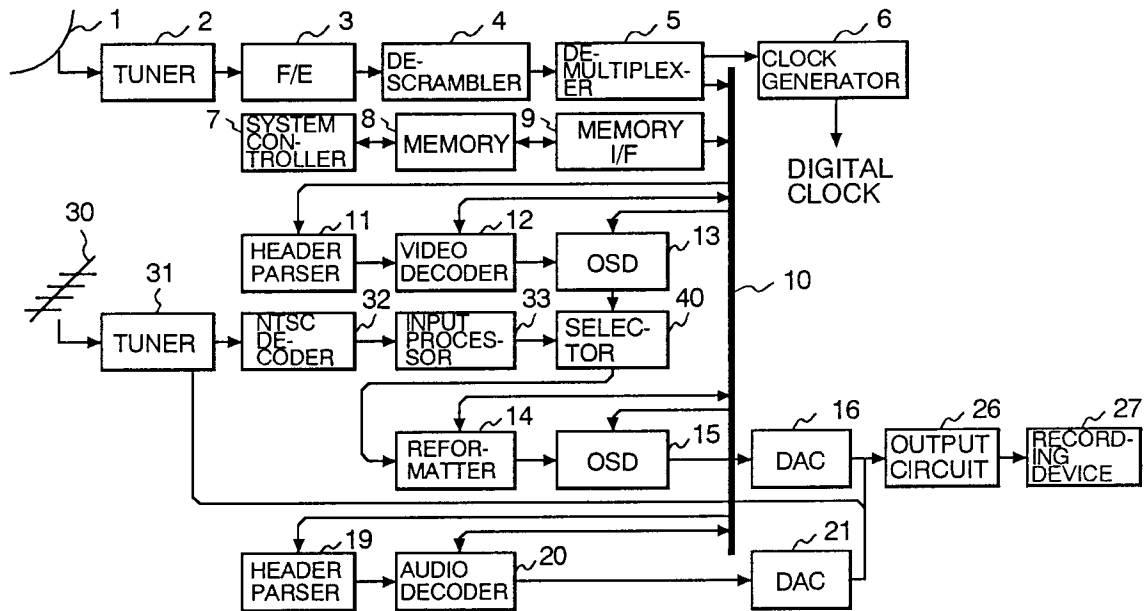 1 2 3 4 5 6
TUNER F/E DE- DE- CLOCK
SCRAMBLER MULTIPLEX- GENERATOR
ER
7 8 9
SYSTEM MEMORY MEMORY
CON- I/F
TROLLER
DIGITAL
CLOCK
11 12 13
HEADER VIDEO OSD
PARSER DECODER
10
30
31 32 33 40
TUNER NTSC INPUT SELEC-
DE- PROCES- TOR
CODER SOR
14 15 16 26 27
REFOR- OSD DAC OUTPUT RECORD-
MATTER CIRCUIT ING
DEVICE
19 20 21
HEADER AUDIO DAC
PARSER DECODER